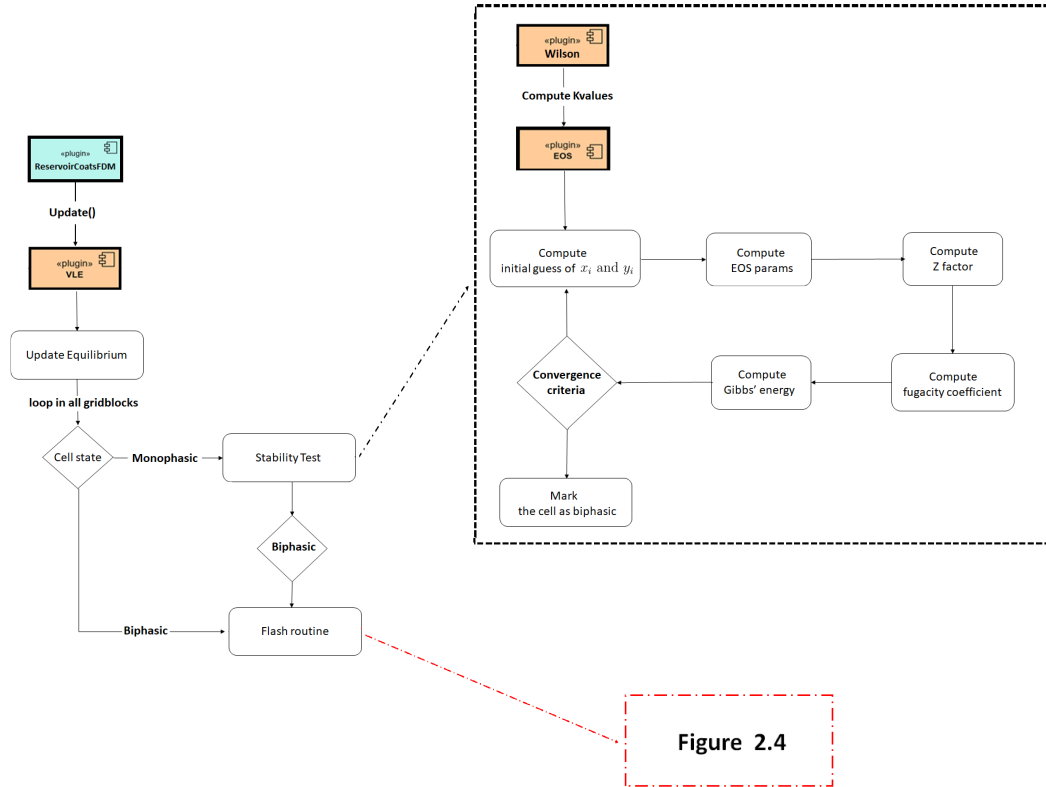 «plugin»
ReservoirCoatsFDM
Update()
«plugin»
VLE
Update Equilibrium
loop in all gridblocks
Cell state
Monophasic
Stability Test
Biphasic
Biphasic
Flash routine
«plugin»
Wilson
Compute Kvalues
«plugin»
EOS
Compute
initial guess of x_i and y_i
Compute
EOS params
Compute
Z factor
Compute
fugacity coefficient
Compute
Gibbs' energy
Convergence
criteria
Mark
the cell as biphasic
Figure 2.4